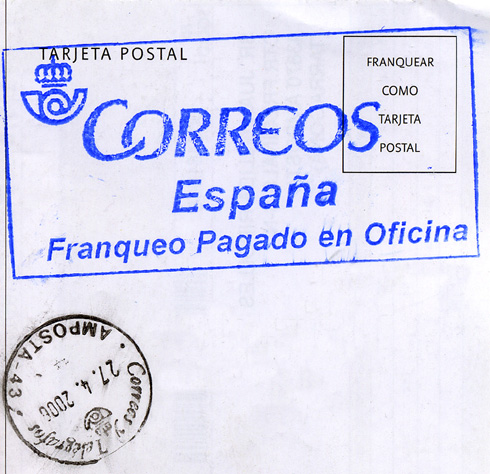 TARJETA POSTAL
FRANQUEAR
COMO
TARJETA
POSTAL
CORREOS
España
Franqueo Pagado en Oficina
Correos y Telégrafos
AMPOSTA-43
27.4.2006